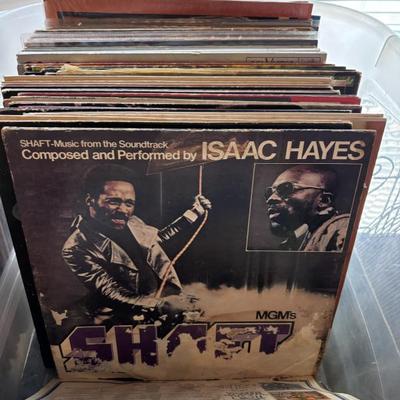 SHAFT-Music from the Soundtrack
Composed and Performed by ISAAC HAYES
MGM's
SHAFT